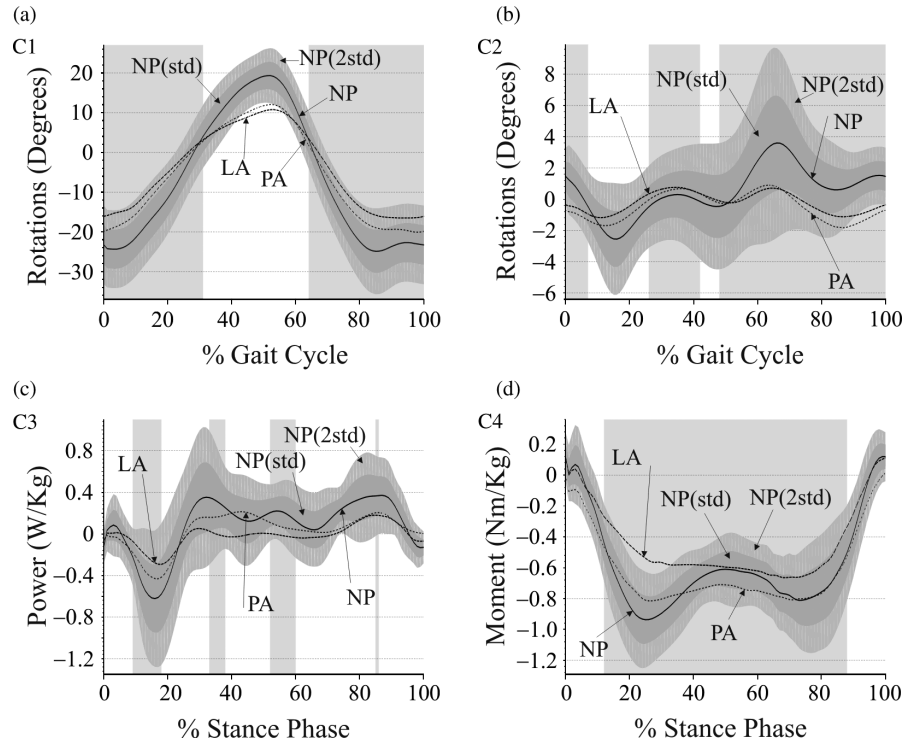 (a)
C1
Rotations (Degrees)
20
10
0
−10
−20
−30
NP(std)
NP(2std)
NP
LA
PA
0 20 40 60 80 100
% Gait Cycle
(b)
C2
Rotations (Degrees)
8
6
4
2
0
−2
−4
−6
NP(std)
NP(2std)
LA
NP
PA
0 20 40 60 80 100
% Gait Cycle
(c)
C3
Power (W/Kg)
0.8
0.4
0
−0.4
−0.8
−1.2
LA
NP(2std)
NP(std)
PA
NP
0 20 40 60 80 100
% Stance Phase
(d)
C4
Moment (Nm/Kg)
0.2
0
−0.2
−0.4
−0.6
−0.8
−1.0
−1.2
LA
NP(std)
NP(2std)
NP
PA
0 20 40 60 80 100
% Stance Phase